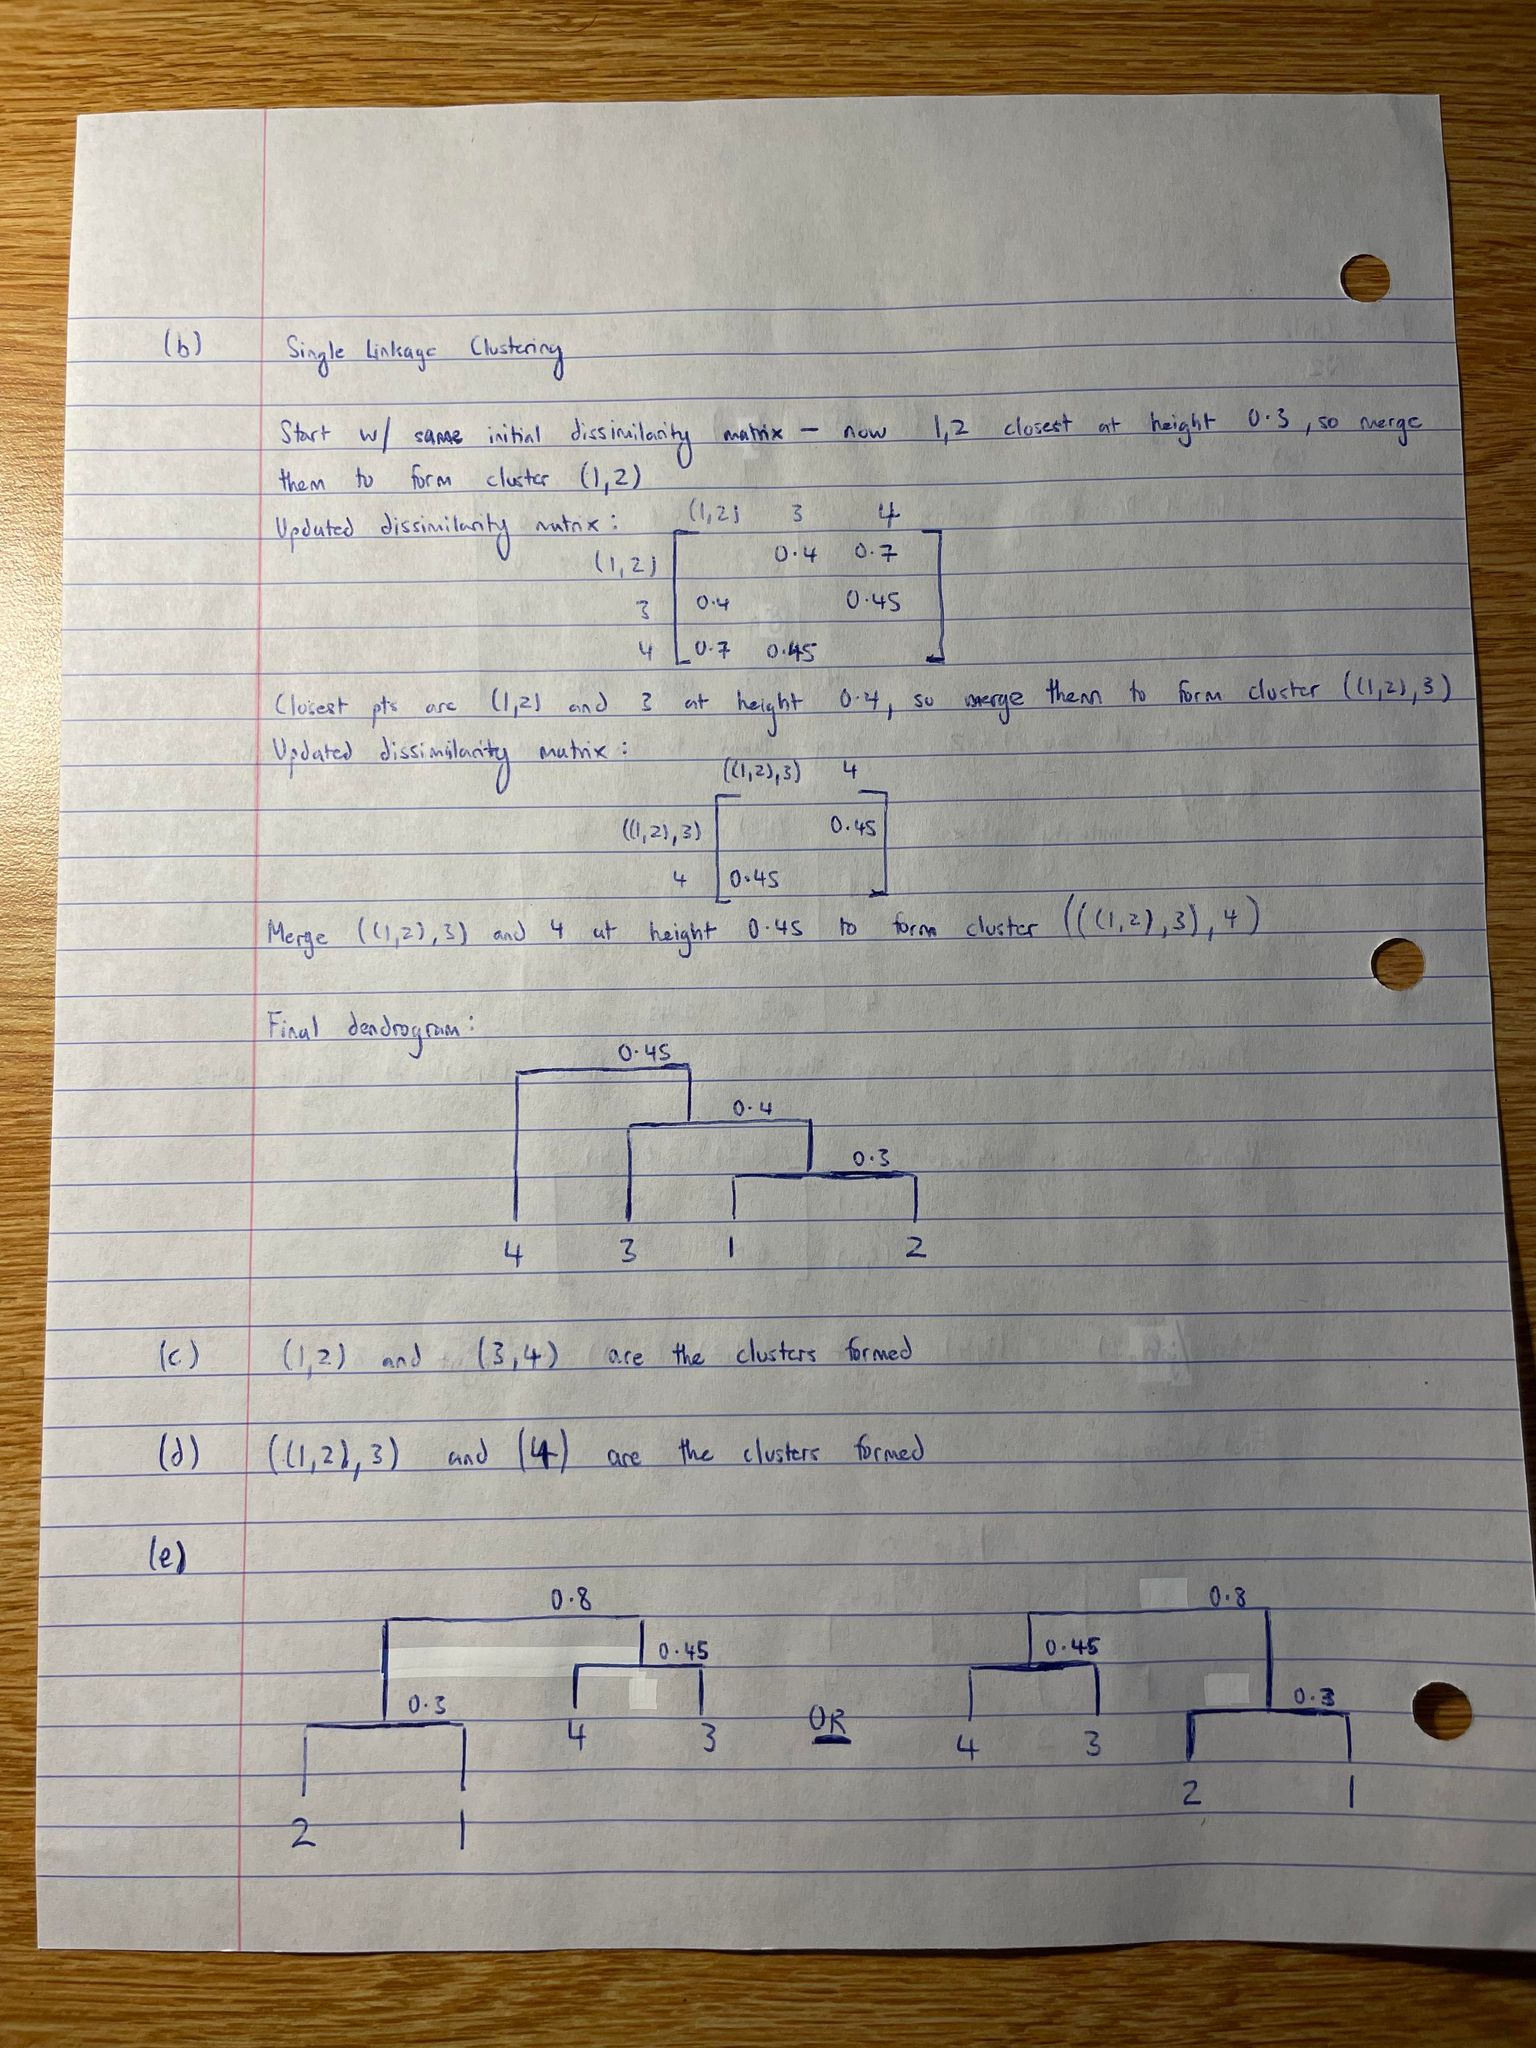 (b) Single Linkage Clustering
Start w/ same initial dissimilarity matrix - now 1,2 closest at height 0.3, so merge
them to form cluster (1,2)
Updated dissimilarity matrix: (1,2) 3 4
(1,2) 0.4 0.7
3 0.4 0.45
4 0.7 0.45
Closest pts are (1,2) and 3 at height 0.4, so merge them to form cluster ((1,2),3)
Updated dissimilarity matrix:
((1,2),3) 4
((1,2),3) 0.45
4 0.45
Merge ((1,2),3) and 4 at height 0.45 to form cluster (((1,2),3),4)
Final dendrogram:
0.45
0.4
0.3
4 3 1 2
(c) (1,2) and (3,4) are the clusters formed
(d) ((1,2),3) and (4) are the clusters formed
(e)
0.8 0.8
0.45 0.45
0.3 0.3
4 3 OR 4 3
2 1 2 1